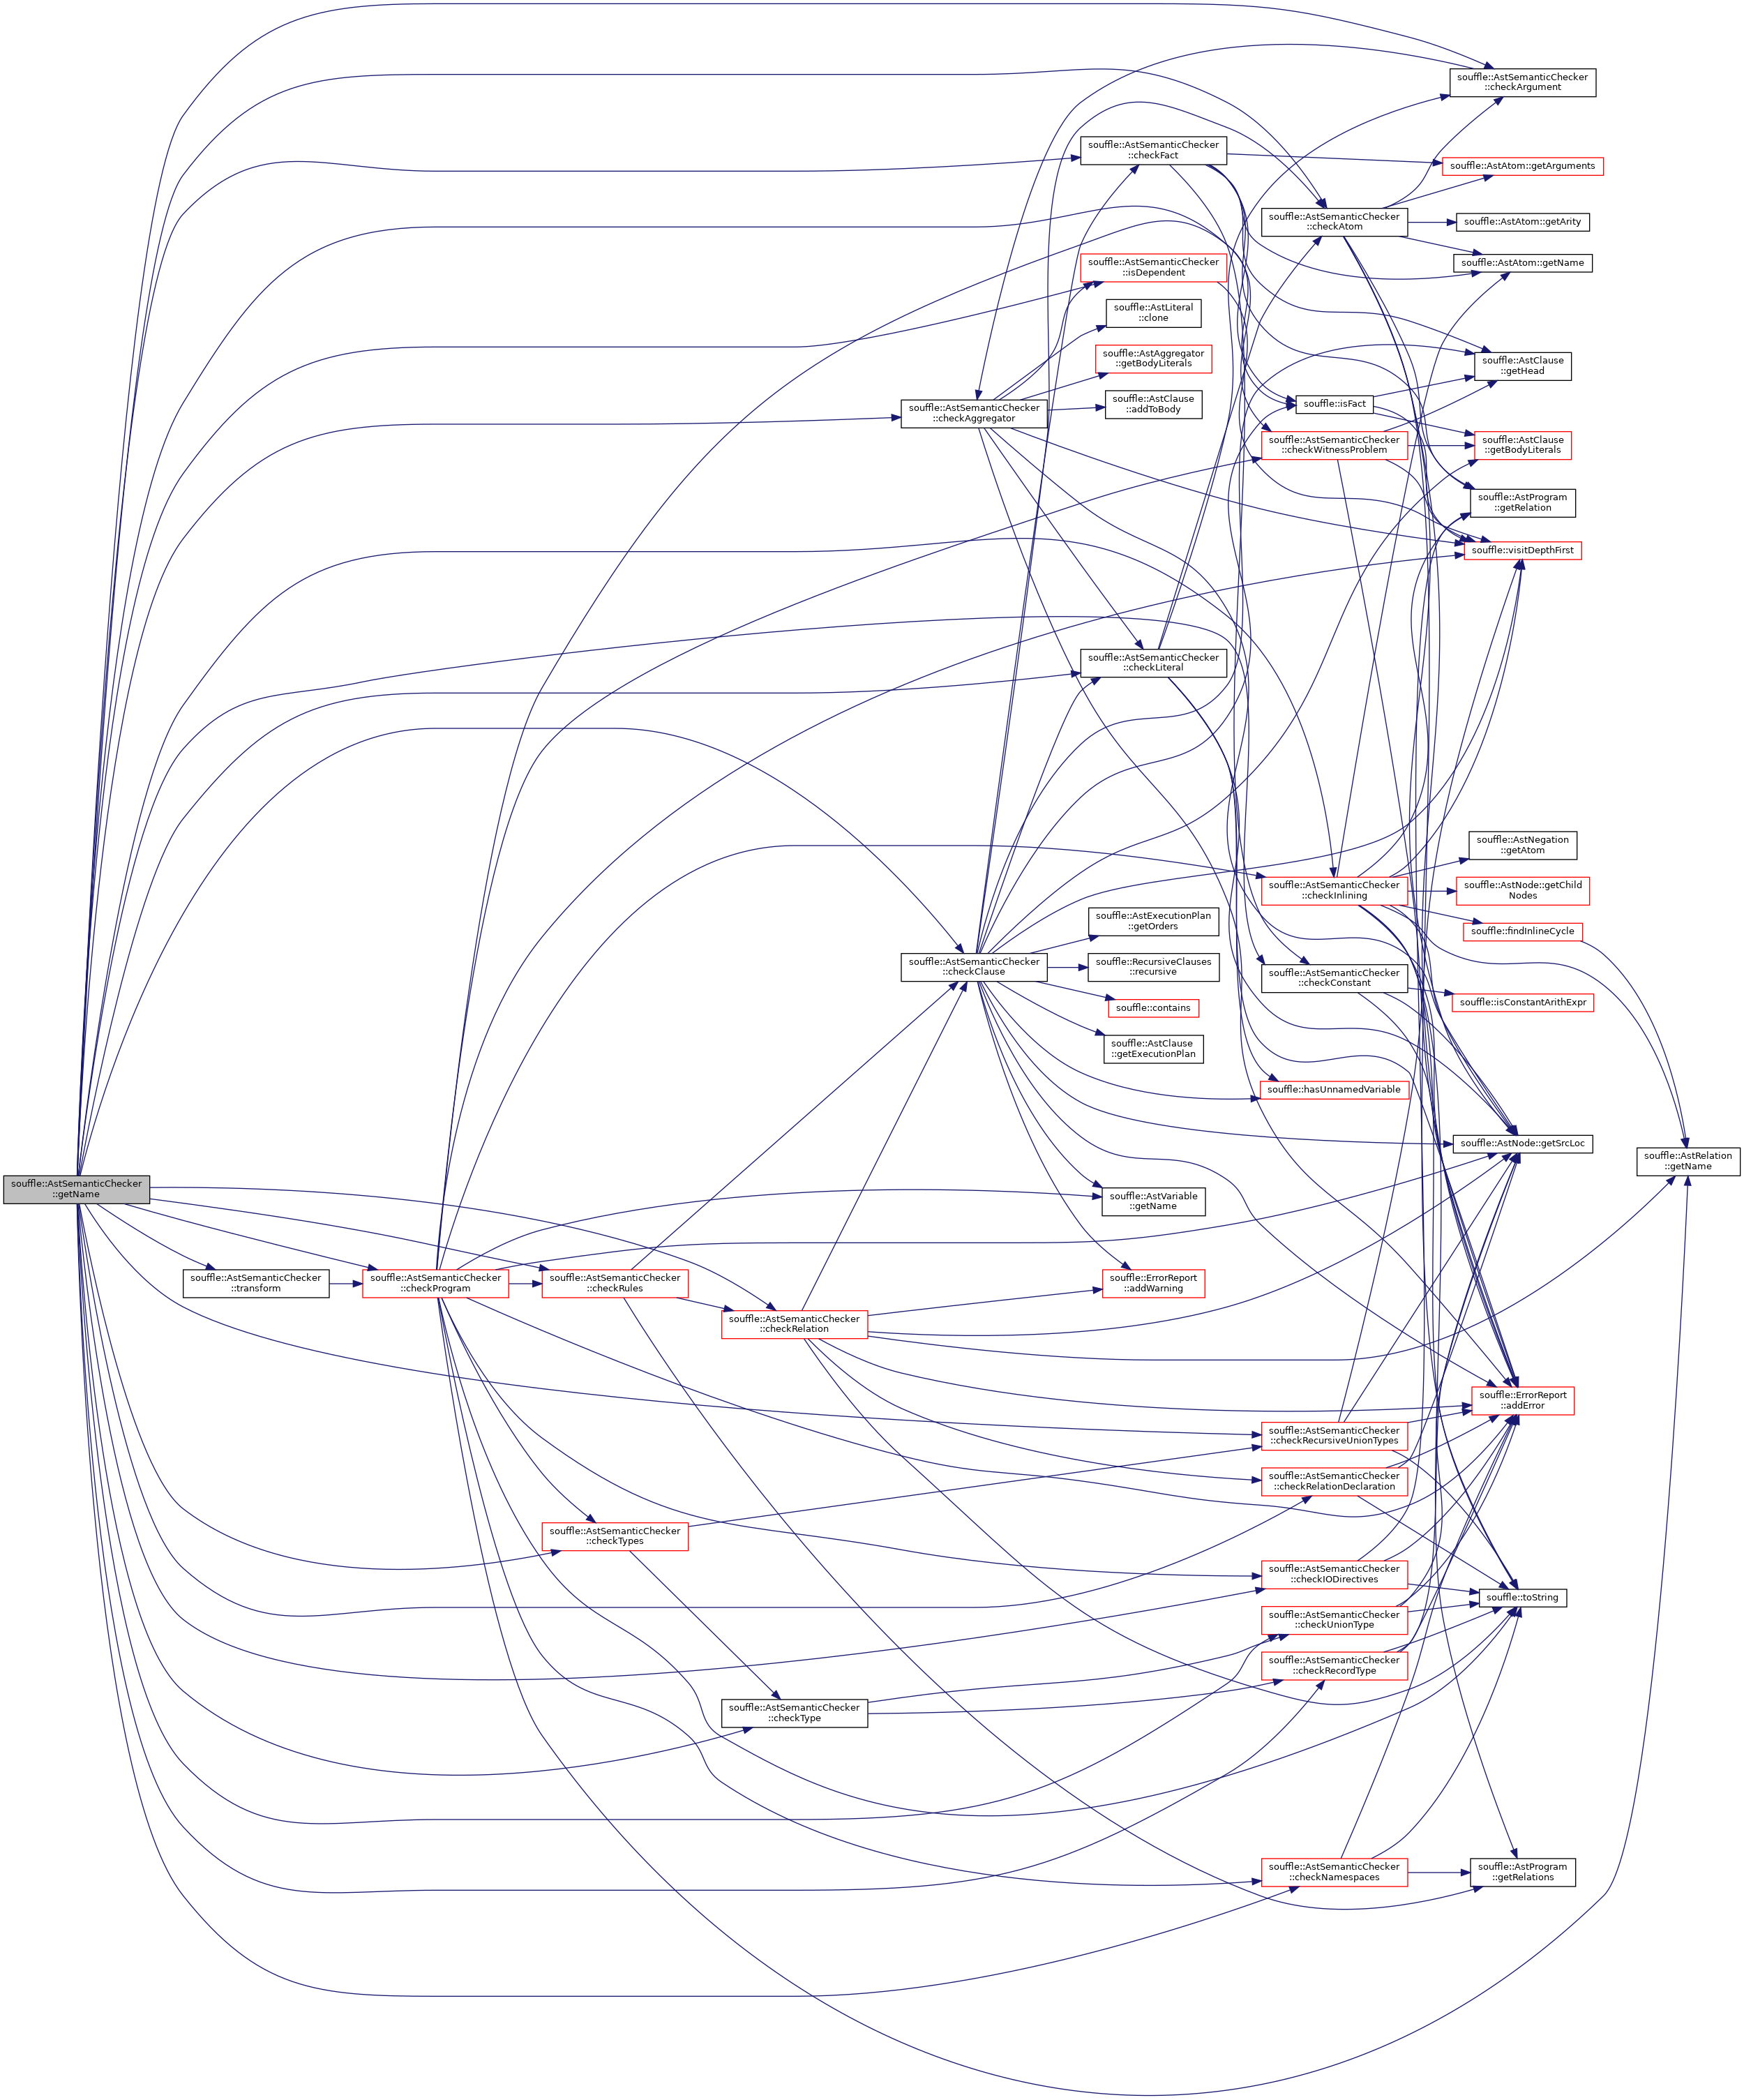 souffle::AstSemanticChecker
::getName
souffle::AstSemanticChecker
::transform
souffle::AstSemanticChecker
::checkProgram
souffle::AstSemanticChecker
::checkRules
souffle::AstSemanticChecker
::checkTypes
souffle::AstSemanticChecker
::checkRelation
souffle::AstSemanticChecker
::checkType
souffle::AstSemanticChecker
::checkAggregator
souffle::AstSemanticChecker
::checkClause
souffle::AstSemanticChecker
::checkFact
souffle::AstSemanticChecker
::isDependent
souffle::AstLiteral
::clone
souffle::AstAggregator
::getBodyLiterals
souffle::AstClause
::addToBody
souffle::AstSemanticChecker
::checkLiteral
souffle::AstExecutionPlan
::getOrders
souffle::RecursiveClauses
::recursive
souffle::contains
souffle::AstClause
::getExecutionPlan
souffle::AstVariable
::getName
souffle::ErrorReport
::addWarning
souffle::AstSemanticChecker
::checkAtom
souffle::isFact
souffle::AstSemanticChecker
::checkWitnessProblem
souffle::AstSemanticChecker
::checkInlining
souffle::AstSemanticChecker
::checkConstant
souffle::hasUnnamedVariable
souffle::AstSemanticChecker
::checkRecursiveUnionTypes
souffle::AstSemanticChecker
::checkRelationDeclaration
souffle::AstSemanticChecker
::checkIODirectives
souffle::AstSemanticChecker
::checkUnionType
souffle::AstSemanticChecker
::checkRecordType
souffle::AstSemanticChecker
::checkNamespaces
souffle::AstSemanticChecker
::checkArgument
souffle::AstAtom::getArguments
souffle::AstAtom::getArity
souffle::AstAtom::getName
souffle::AstClause
::getHead
souffle::AstClause
::getBodyLiterals
souffle::AstProgram
::getRelation
souffle::visitDepthFirst
souffle::AstNegation
::getAtom
souffle::AstNode::getChild
Nodes
souffle::findInlineCycle
souffle::isConstantArithExpr
souffle::AstNode::getSrcLoc
souffle::ErrorReport
::addError
souffle::toString
souffle::AstProgram
::getRelations
souffle::AstRelation
::getName